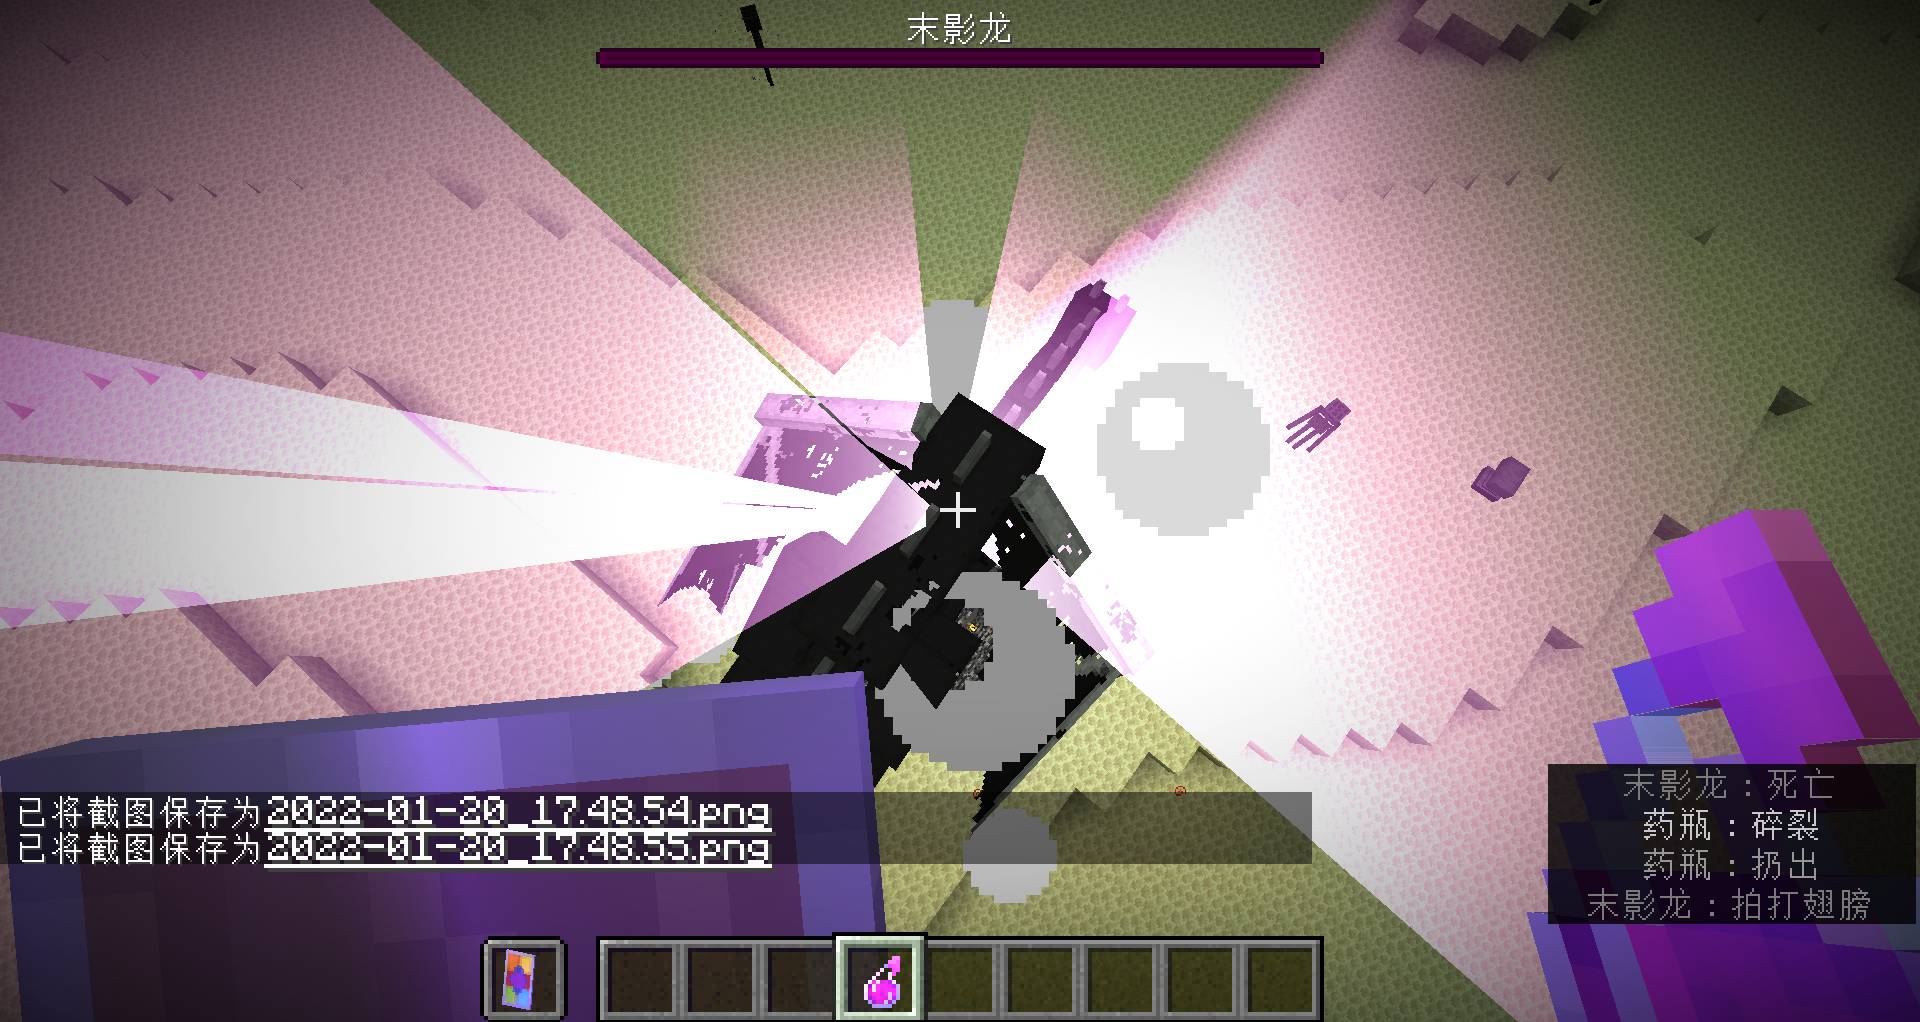 末影龙
已将截图保存为2022-01-20_17.48.54.png
已将截图保存为2022-01-20_17.48.55.png
末影龙：死亡
药瓶：碎裂
药瓶：扔出
末影龙：拍打翅膀